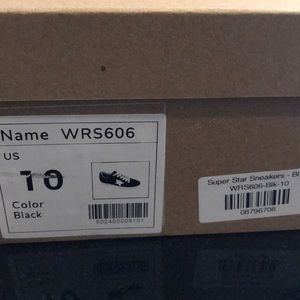 Name WRS606
US
10
Color
Black
502400008101
Super Star Sneakers - Bl
WRS606-Blk-10
08796708